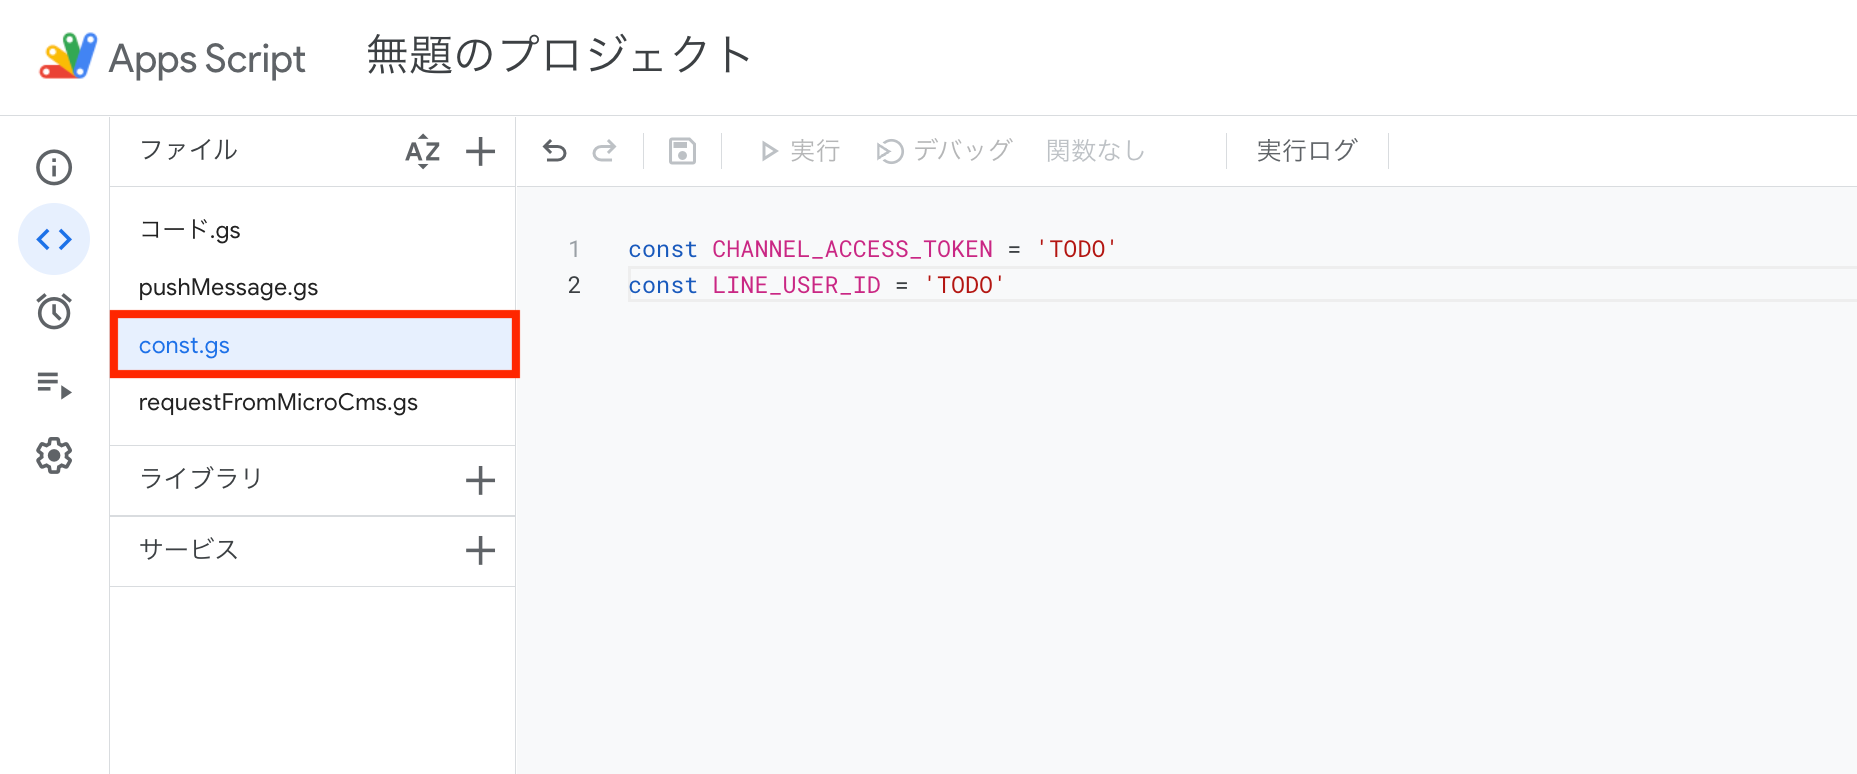 Apps Script 無題のプロジェクト
ファイル AZ
実行 デバッグ 関数なし 実行ログ
コード.gs
pushMessage.gs
const.gs
requestFromMicroCms.gs
ライブラリ
サービス
1 const CHANNEL_ACCESS_TOKEN = 'TODO'
2 const LINE_USER_ID = 'TODO'